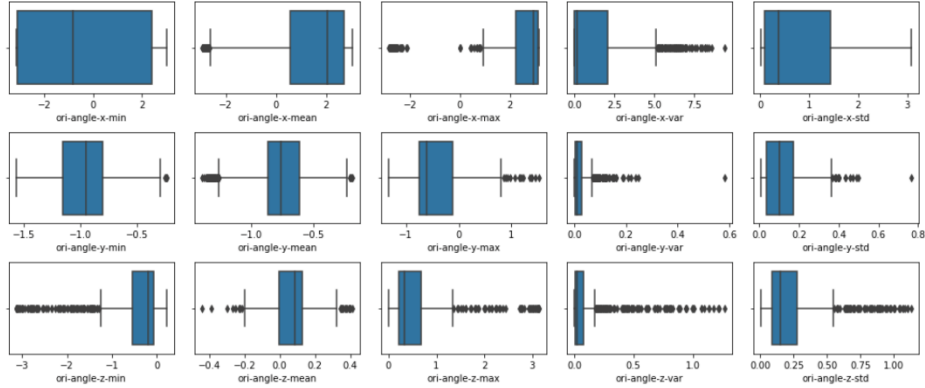 −2 0 2
ori-angle-x-min
−2 0 2
ori-angle-x-mean
−2 0 2
ori-angle-x-max
0.0 2.5 5.0 7.5
ori-angle-x-var
0 1 2 3
ori-angle-x-std
−1.5 −1.0 −0.5
ori-angle-y-min
−1.0 −0.5
ori-angle-y-mean
−1 0 1
ori-angle-y-max
0.0 0.2 0.4 0.6
ori-angle-y-var
0.0 0.2 0.4 0.6 0.8
ori-angle-y-std
−3 −2 −1 0
ori-angle-z-min
−0.4 −0.2 0.0 0.2 0.4
ori-angle-z-mean
0 1 2 3
ori-angle-z-max
0.0 0.5 1.0
ori-angle-z-var
0.00 0.25 0.50 0.75 1.00
ori-angle-z-std